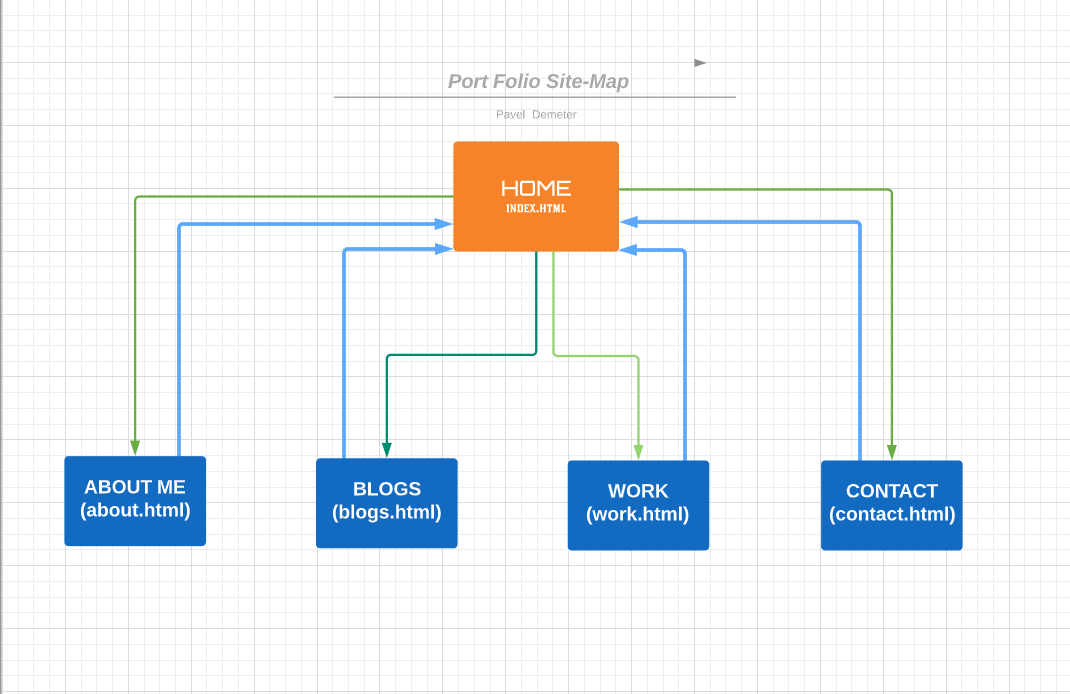 Port Folio Site-Map
Pavel Demeter
HOME
INDEX.HTML
ABOUT ME
(about.html)
BLOGS
(blogs.html)
WORK
(work.html)
CONTACT
(contact.html)